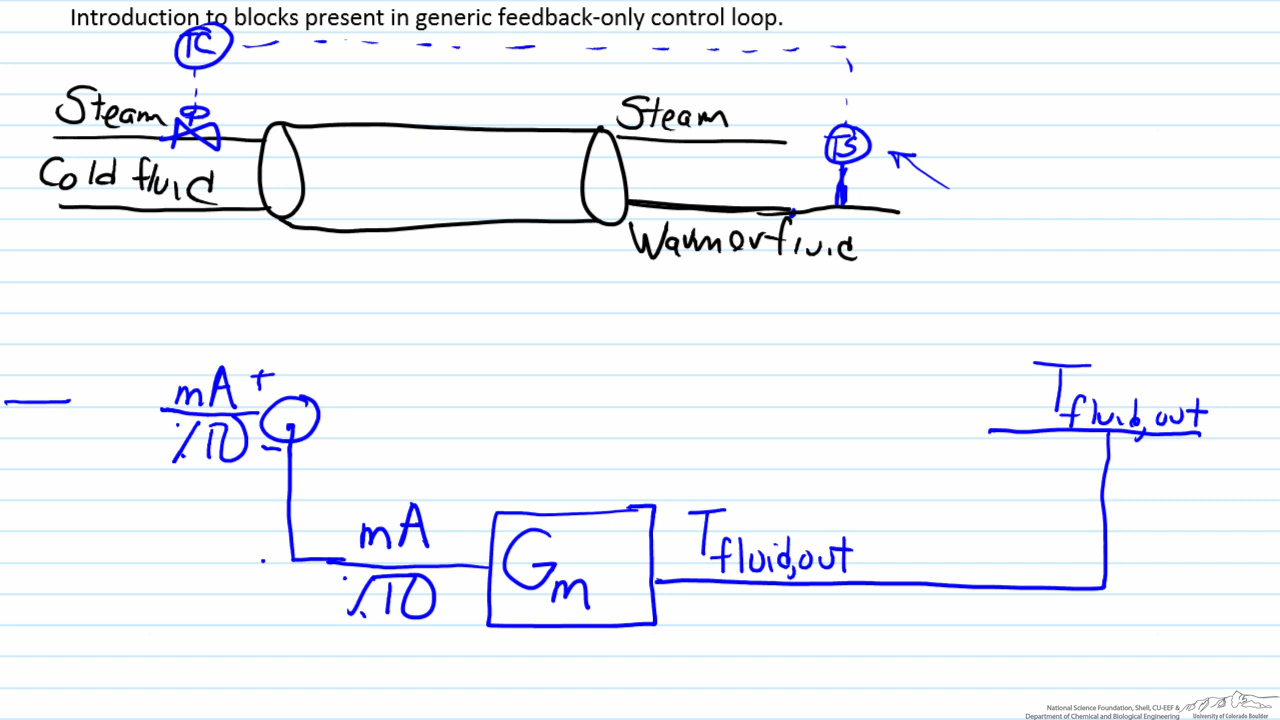 Introduction to blocks present in generic feedback-only control loop.
TC
Steam
Steam
TS
Cold fluid
Warmer fluid
mA +
%TO
-
T fluid,out
mA
%TO
Gm
T fluid,out
National Science Foundation, Shell, CU-EEF &
Department of Chemical and Biological Engineering
University of Colorado Boulder